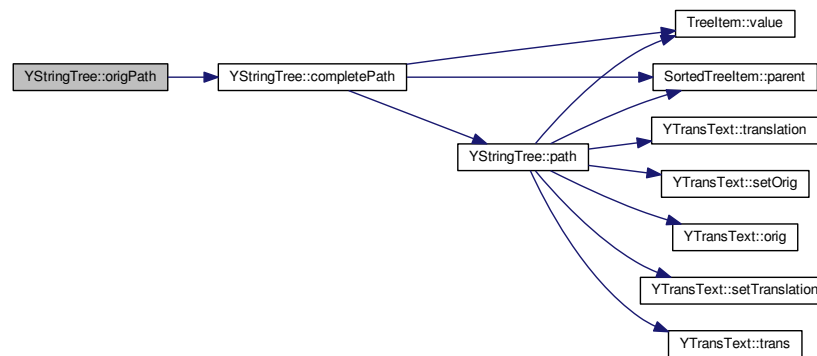 TreeItem::value
YStringTree::origPath
YStringTree::completePath
SortedTreeItem::parent
YTransText::translation
YStringTree::path
YTransText::setOrig
YTransText::orig
YTransText::setTranslation
YTransText::trans